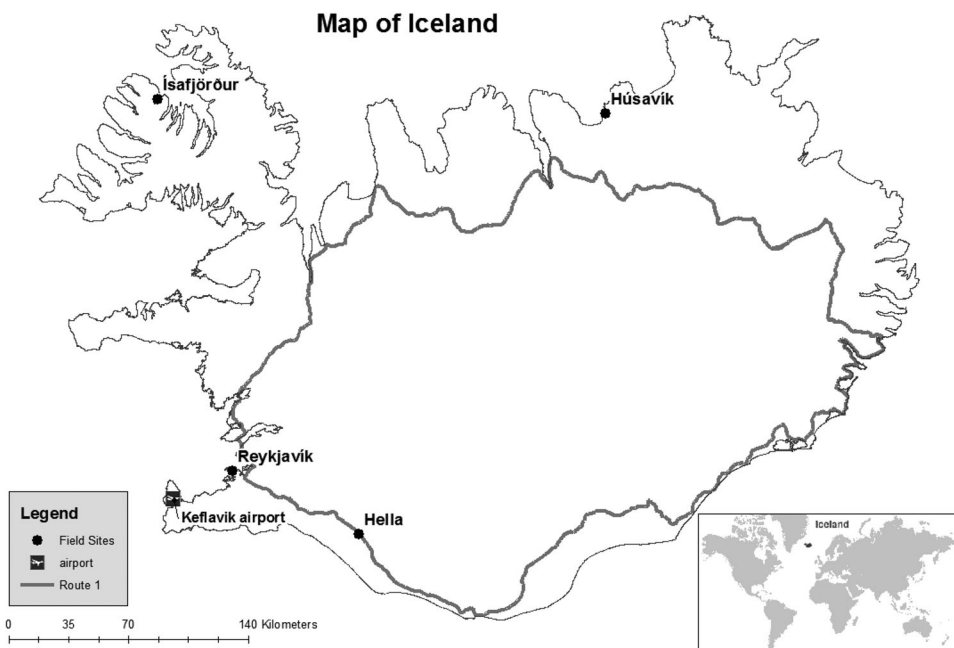 Map of Iceland
Ísafjörður
Húsavík
Reykjavík
Keflavik airport
Hella
Legend
Field Sites
airport
Route 1
0 35 70 140 Kilometers
Iceland